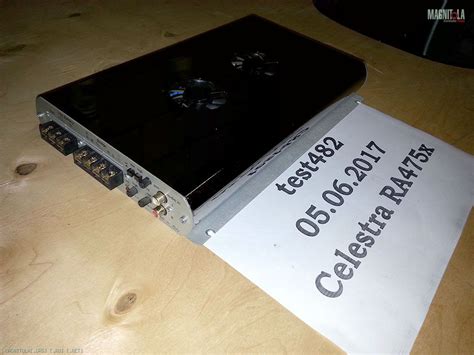 MAGNITOLA
test482
05.06.2017
Celestra RA475x